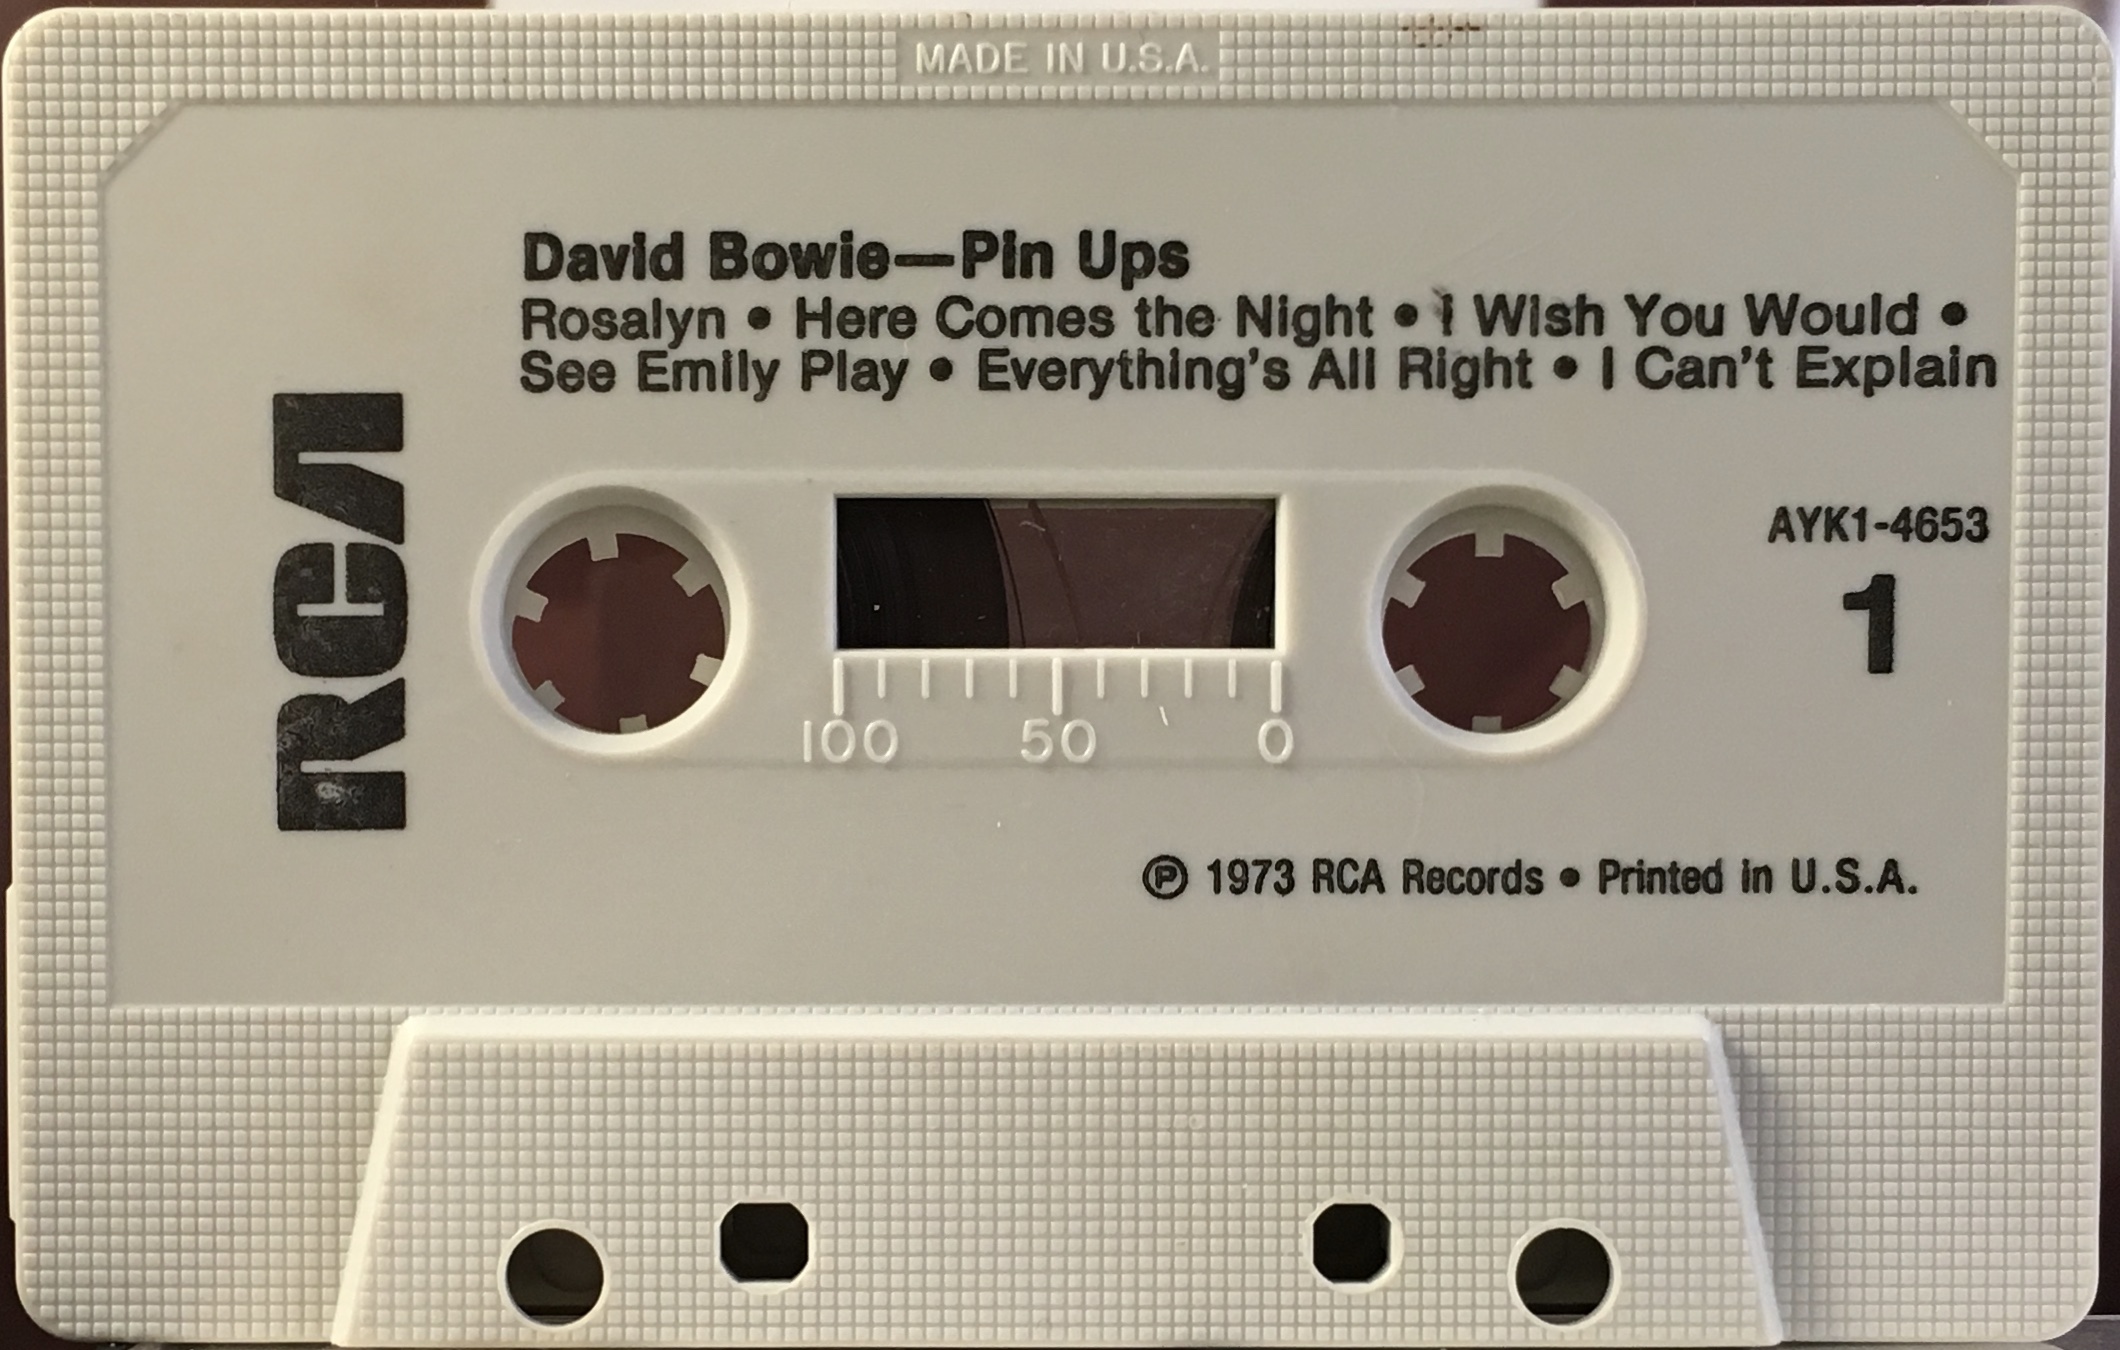 MADE IN U.S.A.
David Bowie—Pin Ups
Rosalyn • Here Comes the Night • I Wish You Would •
See Emily Play • Everything's All Right • I Can't Explain
RCA
AYK1-4653
1
100 50 0
℗ 1973 RCA Records • Printed in U.S.A.